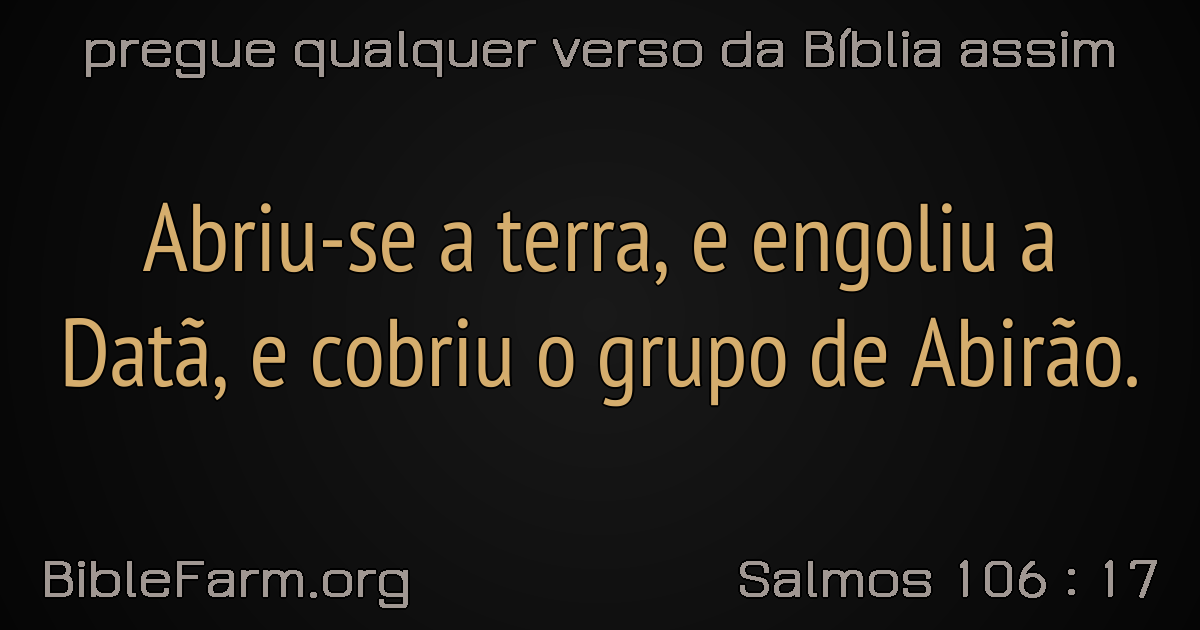 pregue qualquer verso da Bíblia assim
Abriu-se a terra, e engoliu a
Datã, e cobriu o grupo de Abirão.
BibleFarm.org
Salmos 106 : 17